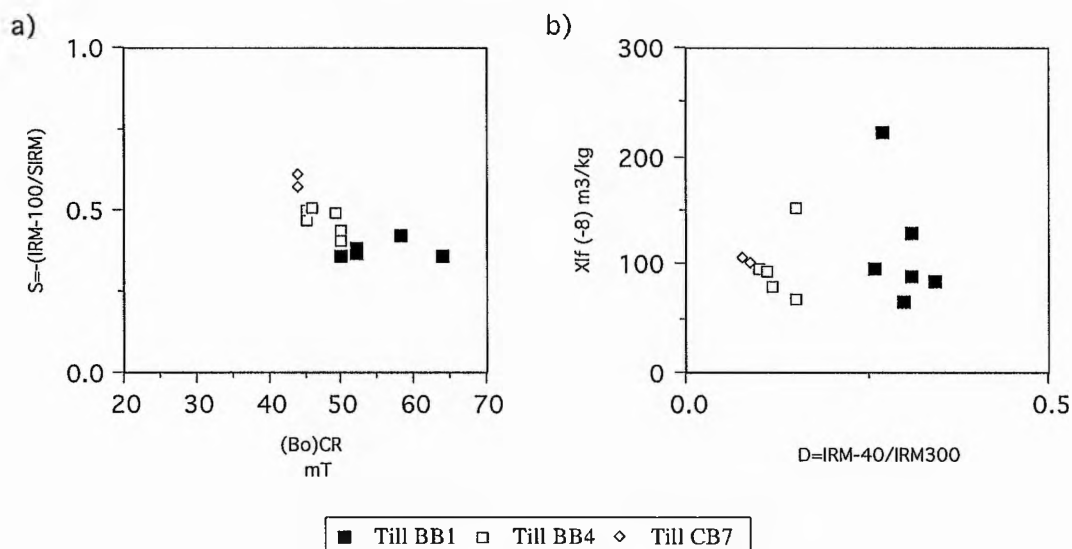 a)
1.0
0.5
0.0
S=-(IRM-100/SIRM)
20 30 40 50 60 70
(Bo)CR
mT
b)
300
200
100
0
Xlf (-8) m3/kg
0.0 0.5
D=IRM-40/IRM300
Till BB1 Till BB4 Till CB7